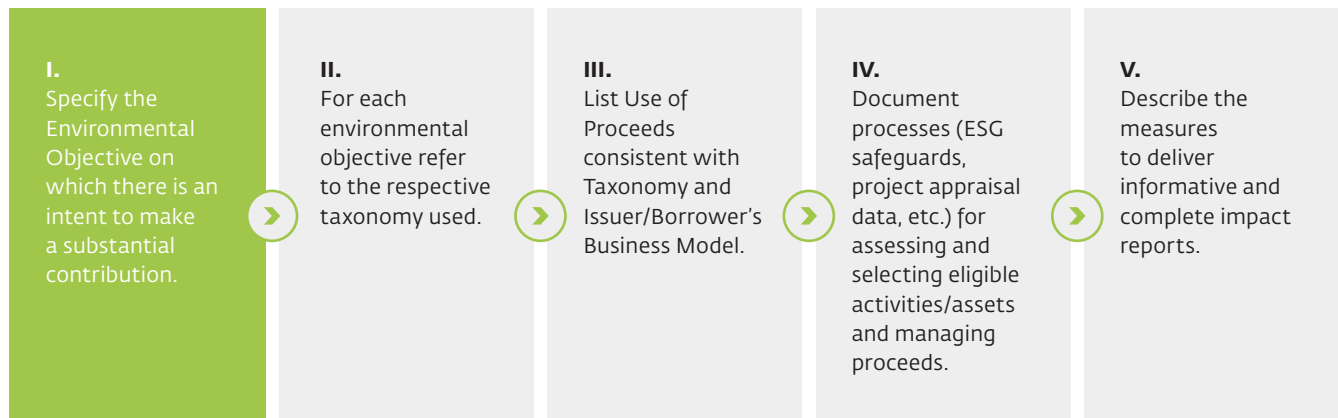 I.
Specify the
Environmental
Objective on
which there is an
intent to make
a substantial
contribution.
II.
For each
environmental
objective refer
to the respective
taxonomy used.
III.
List Use of
Proceeds
consistent with
Taxonomy and
Issuer/Borrower's
Business Model.
IV.
Document
processes (ESG
safeguards,
project appraisal
data, etc.) for
assessing and
selecting eligible
activities/assets
and managing
proceeds.
V.
Describe the
measures
to deliver
informative and
complete impact
reports.